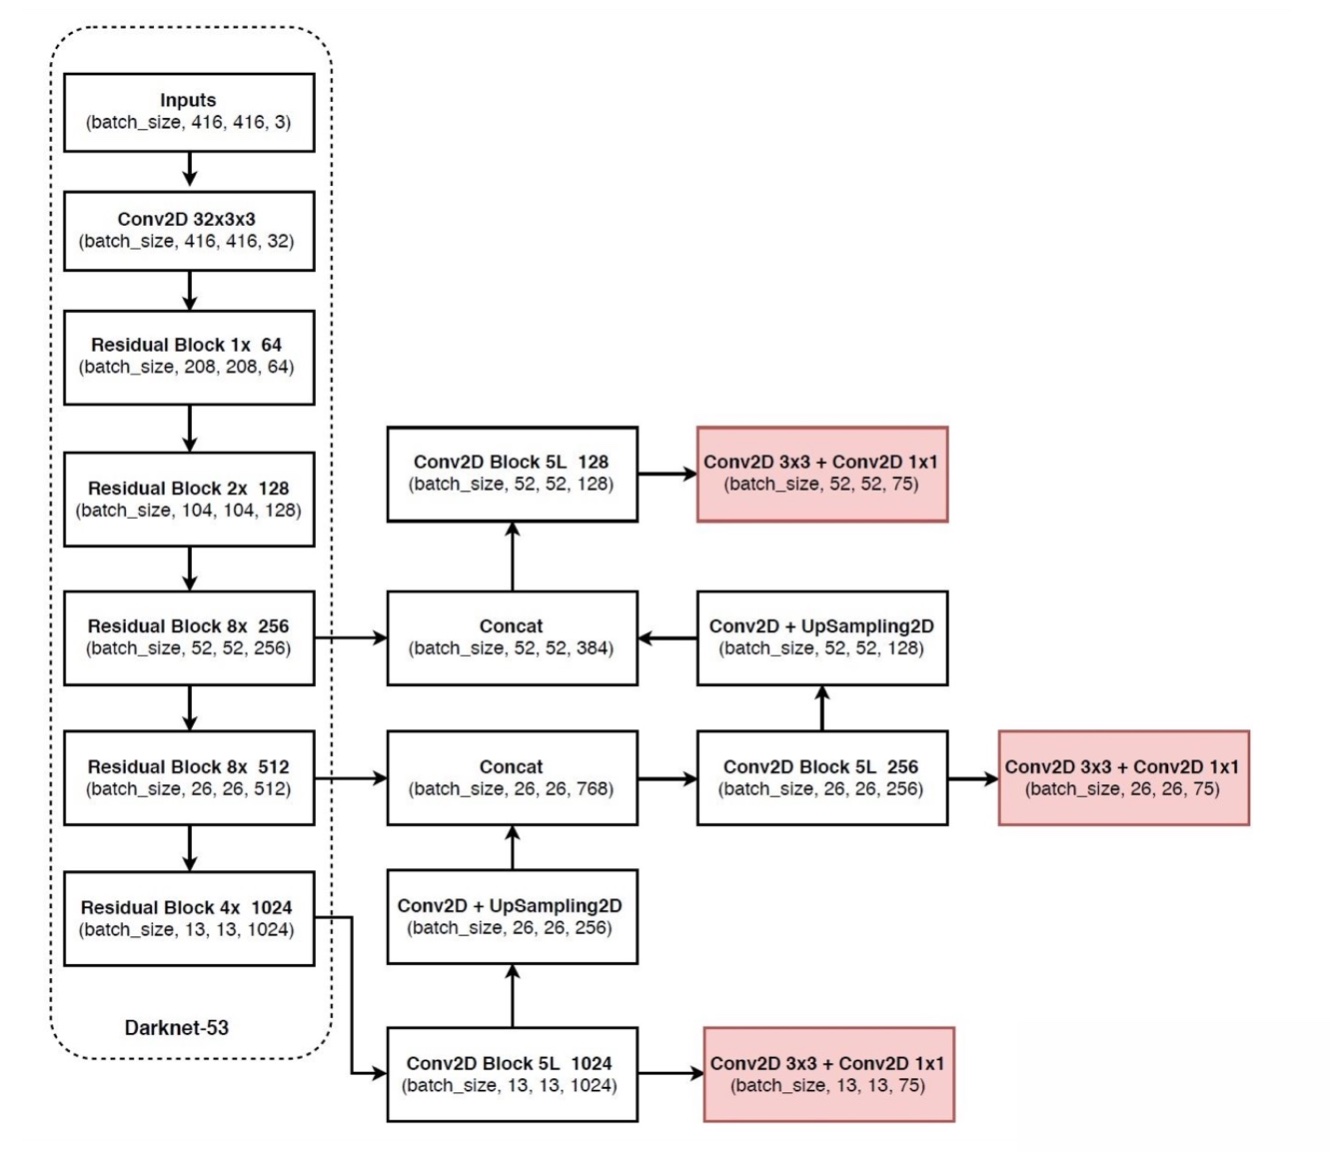 Inputs
(batch_size, 416, 416, 3)
Conv2D 32x3x3
(batch_size, 416, 416, 32)
Residual Block 1x  64
(batch_size, 208, 208, 64)
Residual Block 2x  128
(batch_size, 104, 104, 128)
Residual Block 8x  256
(batch_size, 52, 52, 256)
Residual Block 8x  512
(batch_size, 26, 26, 512)
Residual Block 4x  1024
(batch_size, 13, 13, 1024)
Darknet-53
Conv2D Block 5L  128
(batch_size, 52, 52, 128)
Conv2D 3x3 + Conv2D 1x1
(batch_size, 52, 52, 75)
Concat
(batch_size, 52, 52, 384)
Conv2D + UpSampling2D
(batch_size, 52, 52, 128)
Concat
(batch_size, 26, 26, 768)
Conv2D Block 5L  256
(batch_size, 26, 26, 256)
Conv2D 3x3 + Conv2D 1x1
(batch_size, 26, 26, 75)
Conv2D + UpSampling2D
(batch_size, 26, 26, 256)
Conv2D Block 5L  1024
(batch_size, 13, 13, 1024)
Conv2D 3x3 + Conv2D 1x1
(batch_size, 13, 13, 75)